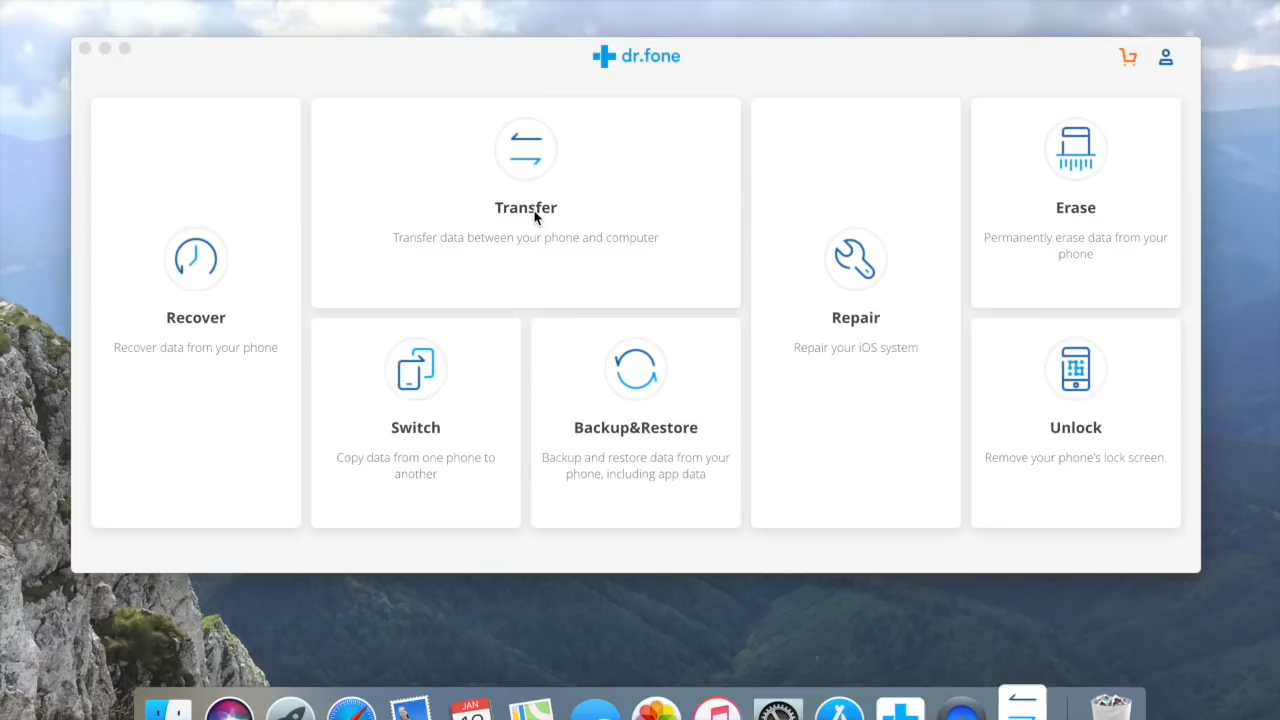 dr.fone
Transfer
Transfer data between your phone and computer
Erase
Permanently erase data from your
phone
Recover
Recover data from your phone
Repair
Repair your iOS system
Switch
Copy data from one phone to
another
Backup&Restore
Backup and restore data from your
phone, including app data
Unlock
Remove your phone's lock screen.
JAN